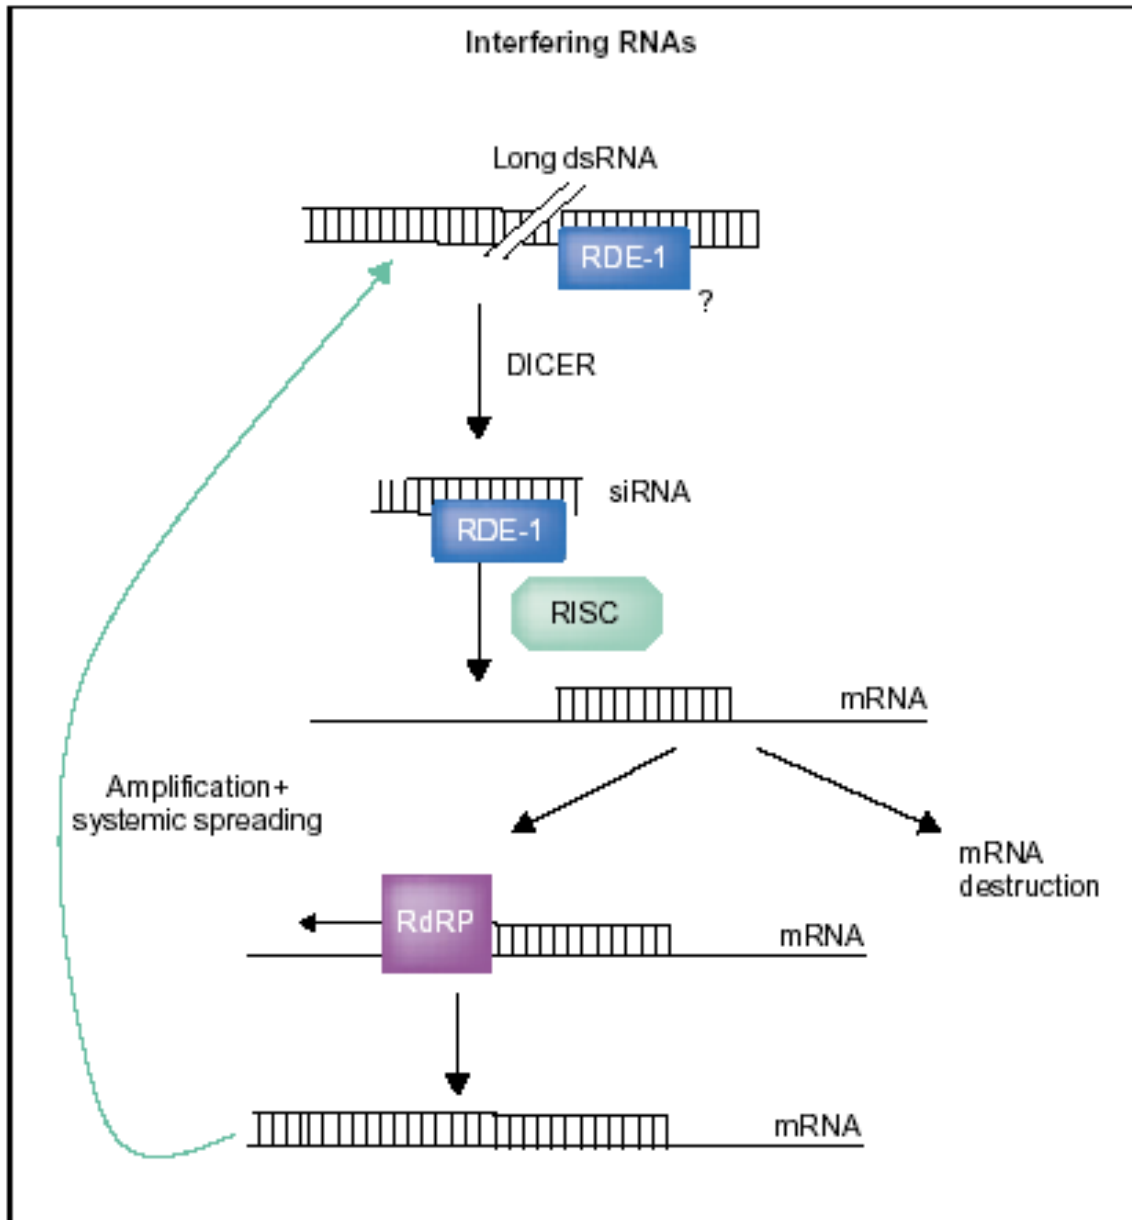 Interfering RNAs
Long dsRNA
RDE-1
?
DICER
siRNA
RDE-1
RISC
mRNA
Amplification+
systemic spreading
mRNA
destruction
RdRP
mRNA
mRNA